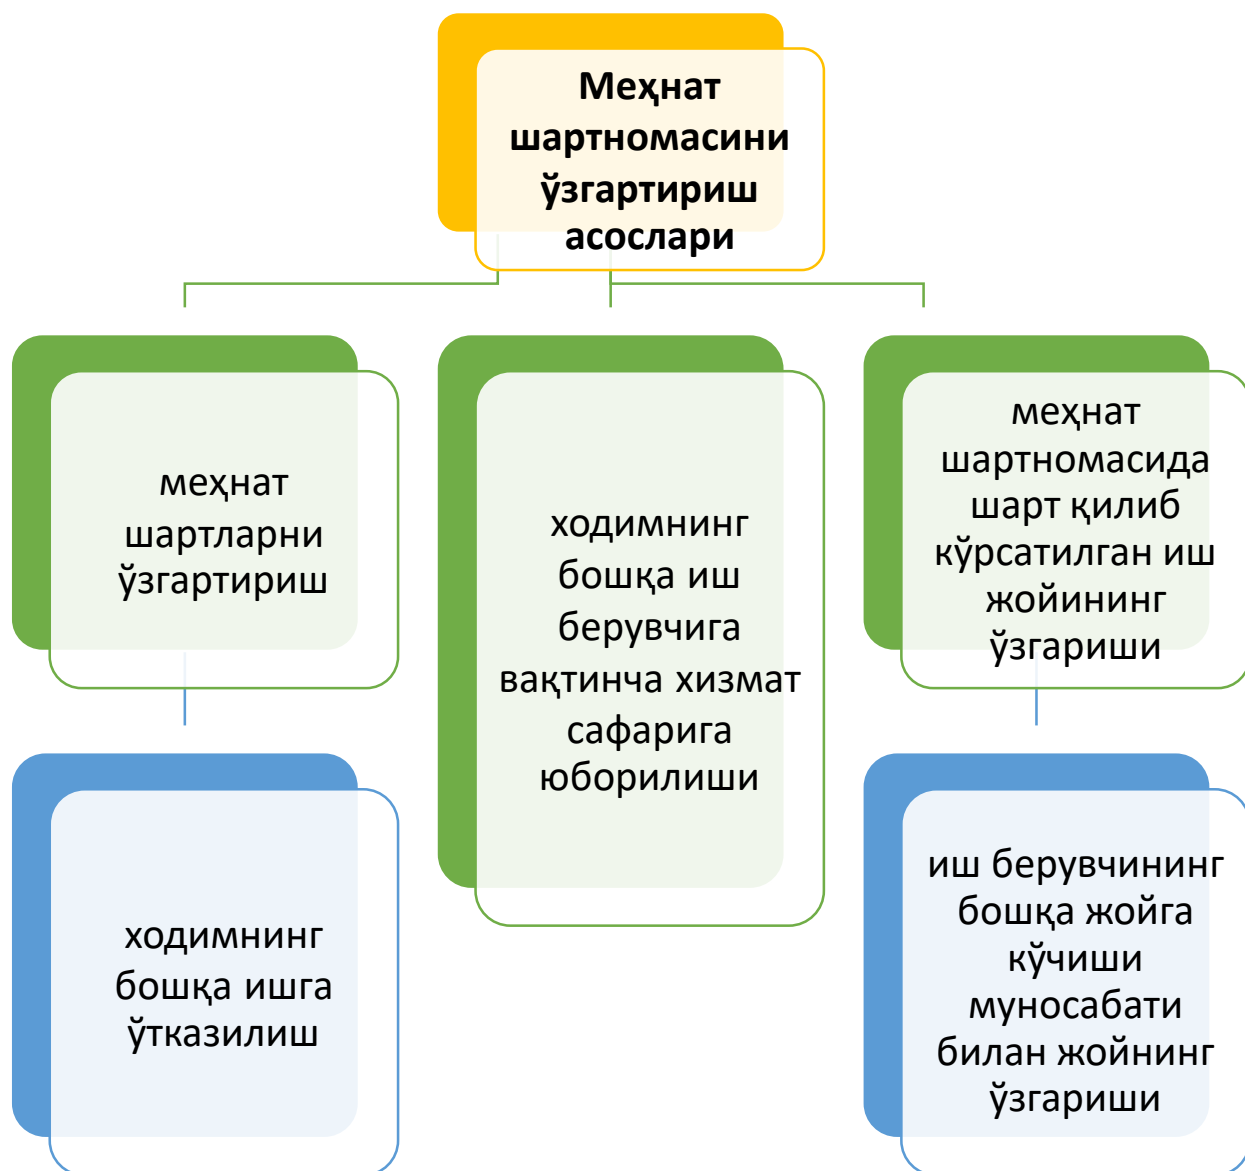 Меҳнат
шартномасини
ўзгартириш
асослари
меҳнат
шартларни
ўзгартириш
ходимнинг
бошқа иш
берувчига
вақтинча хизмат
сафарига
юборилиши
меҳнат
шартномасида
шарт қилиб
кўрсатилган иш
жойининг
ўзгариши
ходимнинг
бошқа ишга
ўтказилиш
иш берувчининг
бошқа жойга
кўчиши
муносабати
билан жойнинг
ўзгариши